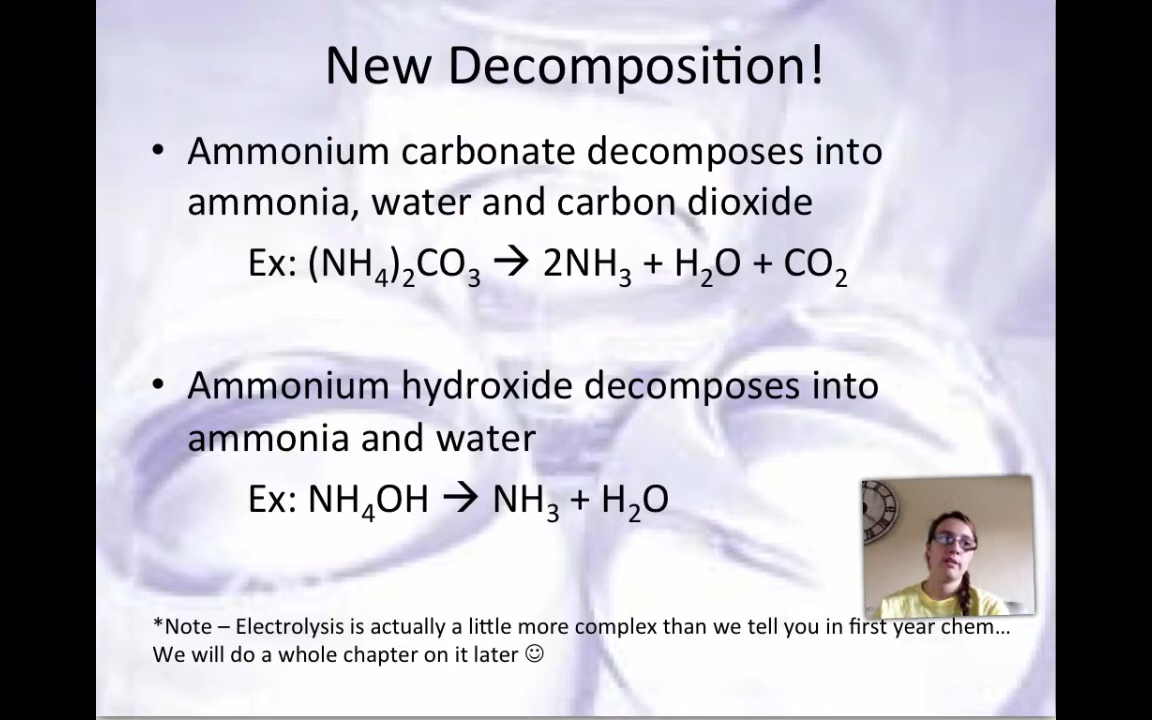 New Decomposition!
• Ammonium carbonate decomposes into
ammonia, water and carbon dioxide
Ex: (NH₄)₂CO₃ → 2NH₃ + H₂O + CO₂
• Ammonium hydroxide decomposes into
ammonia and water
Ex: NH₄OH → NH₃ + H₂O
*Note – Electrolysis is actually a little more complex than we tell you in first year chem...
We will do a whole chapter on it later ☺